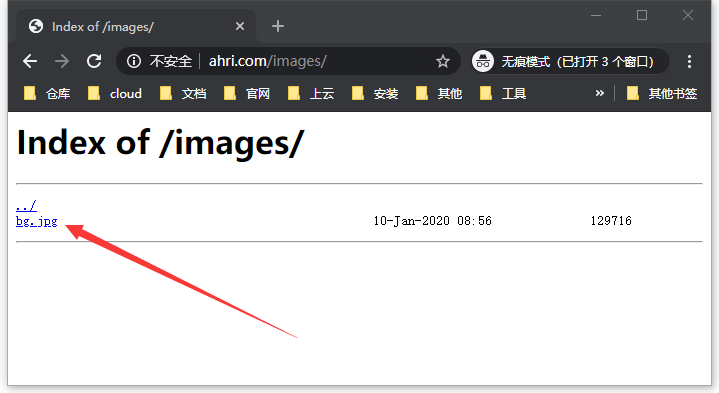 Index of /images/
不安全 ahri.com/images/ 无痕模式（已打开 3 个窗口）
仓库 cloud 文档 官网 上云 安装 其他 工具 » 其他书签
Index of /images/
../
bg.jpg 10-Jan-2020 08:56 129716